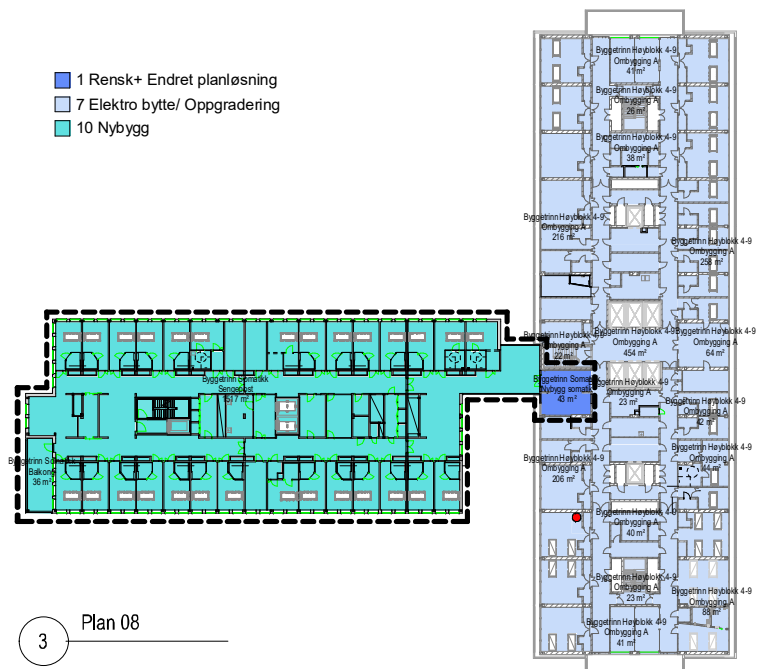 1 Rensk+ Endret planløsning
7 Elektro bytte/ Oppgradering
10 Nybygg
Byggetrinn Høyblokk 4-9
Ombygging A
41 m²
Byggetrinn Høyblokk 4-9
Ombygging A
26 m²
Byggetrinn Høyblokk 4-9
Ombygging A
38 m²
Byggetrinn Høyblokk 4-9
Ombygging A
216 m²
Byggetrinn Høyblokk 4-9
Ombygging A
258 m²
Byggetrinn Høyblokk 4-9
Ombygging A
22 m²
Byggetrinn Høyblokk 4-9
Ombygging A
454 m²
Byggetrinn Høyblokk 4-9
Ombygging A
64 m²
Byggetrinn Somatikk
Sengepost
1517 m²
Byggetrinn Somatikk
Nybygg somatikk
43 m²
Byggetrinn Høyblokk 4-9
Ombygging A
23 m²
Byggetrinn Høyblokk 4-9
Ombygging A
42 m²
Byggetrinn Somatikk
Balkong
36 m²
Byggetrinn Høyblokk 4-9
Ombygging A
206 m²
Byggetrinn Høyblokk 4-9
Ombygging A
44 m²
Byggetrinn Høyblokk 4-9
Ombygging A
40 m²
Byggetrinn Høyblokk 4-9
Ombygging A
23 m²
Byggetrinn Høyblokk 4-9
Ombygging A
88 m²
Byggetrinn Høyblokk 4-9
Ombygging A
41 m²
3
Plan 08